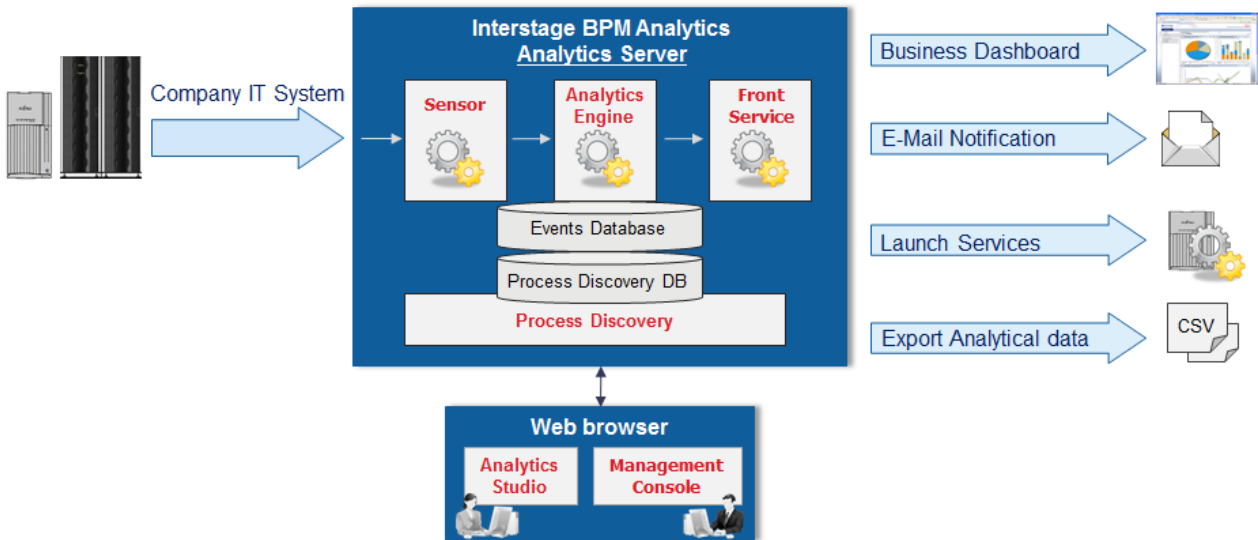 Interstage BPM Analytics
Analytics Server
Company IT System
Sensor
Analytics
Engine
Front
Service
Events Database
Process Discovery DB
Process Discovery
Business Dashboard
E-Mail Notification
Launch Services
Export Analytical data
CSV
Web browser
Analytics
Studio
Management
Console